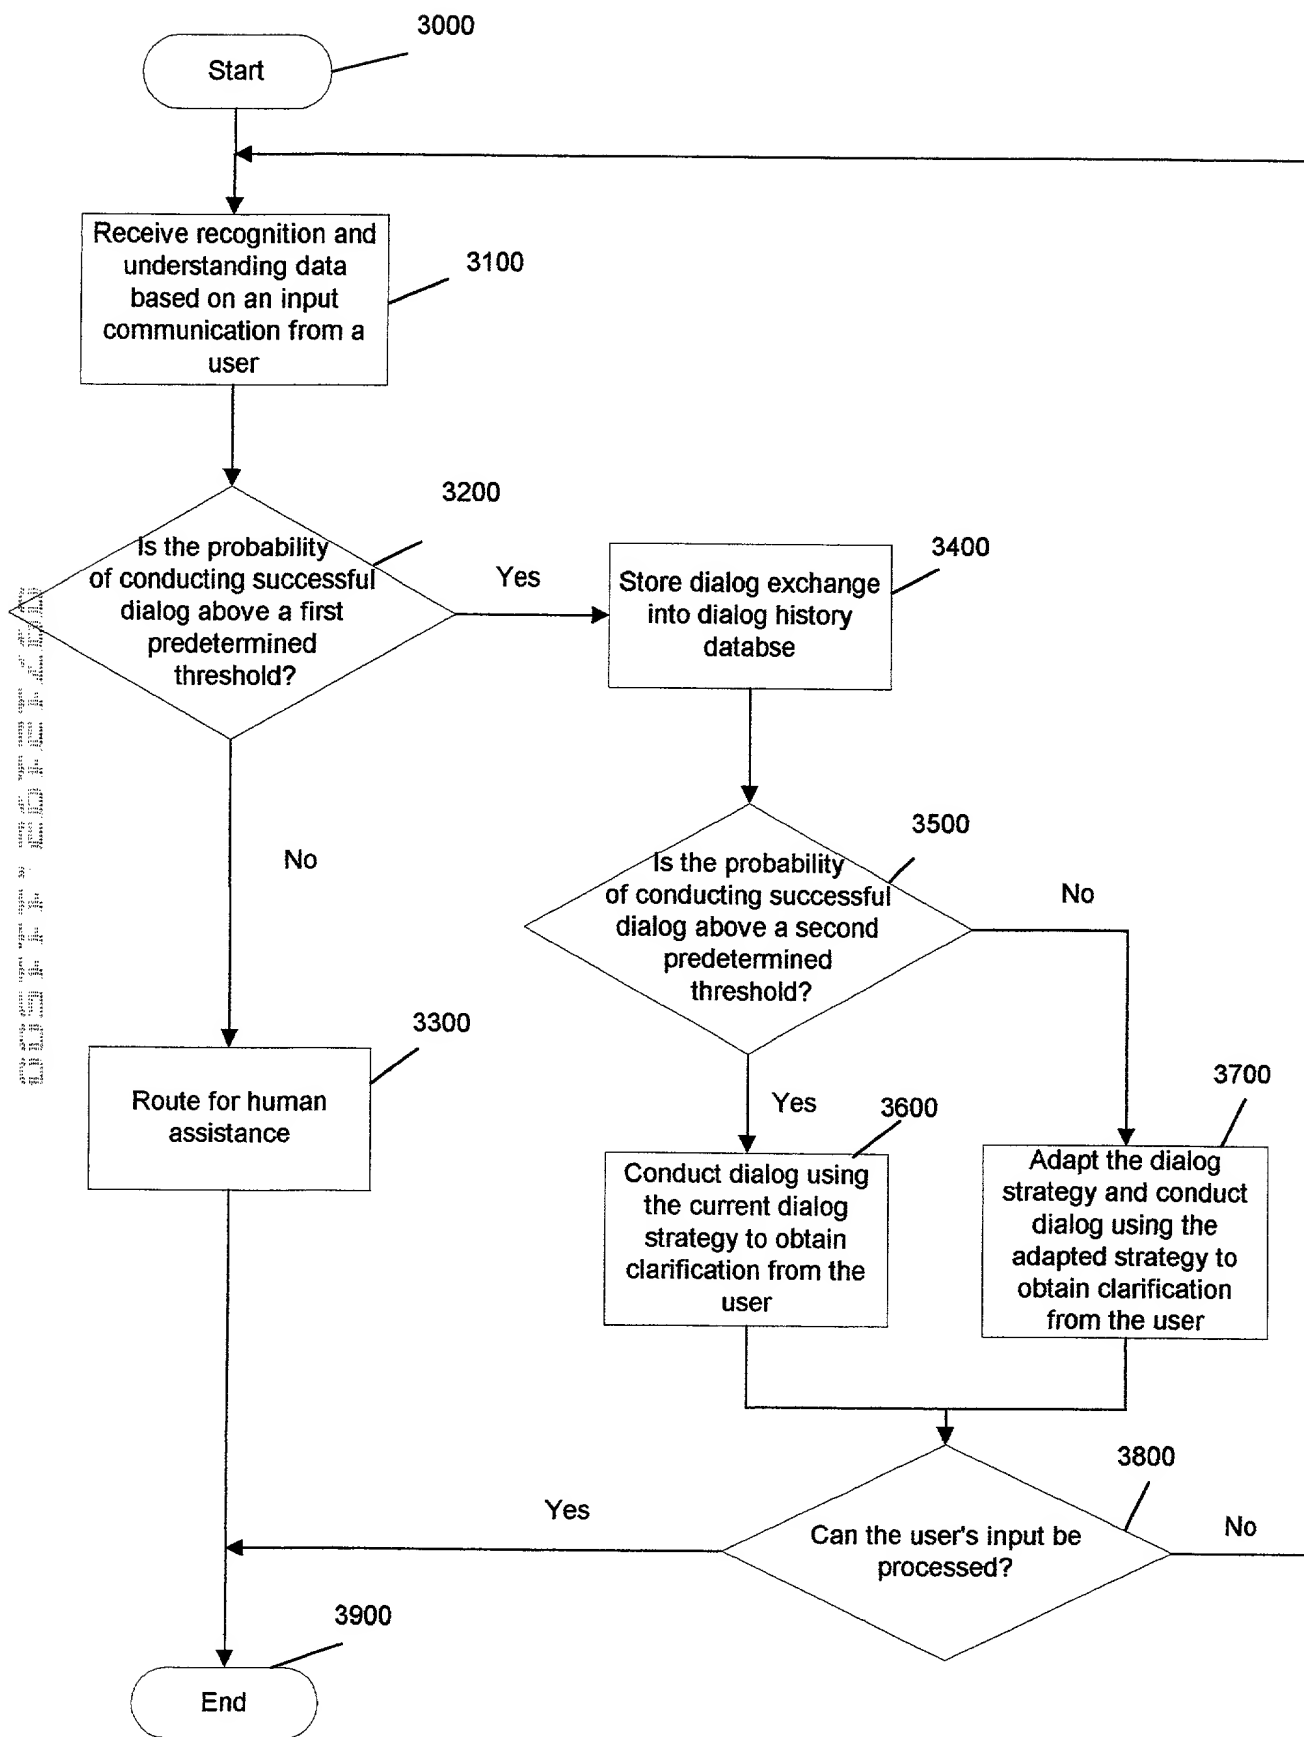 3000
Start
Receive recognition and
understanding data
based on an input
communication from a
user
3100
3200
Is the probability
of conducting successful
dialog above a first
predetermined
threshold?
Yes
3400
Store dialog exchange
into dialog history
databse
No
3500
Is the probability
of conducting successful
dialog above a second
predetermined
threshold?
No
3300
Route for human
assistance
Yes
3600
Conduct dialog using
the current dialog
strategy to obtain
clarification from the
user
3700
Adapt the dialog
strategy and conduct
dialog using the
adapted strategy to
obtain clarification
from the user
3800
Can the user's input be
processed?
Yes
No
3900
End